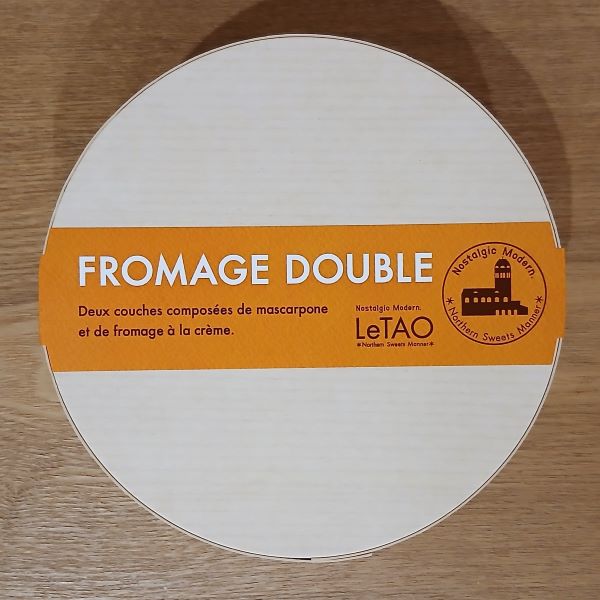 FROMAGE DOUBLE
Deux couches composées de mascarpone
et de fromage à la crème.
Nostalgic Modern.
LeTAO
*Northern Sweets Manner*
Nostalgic Modern.
*Northern Sweets Manner*